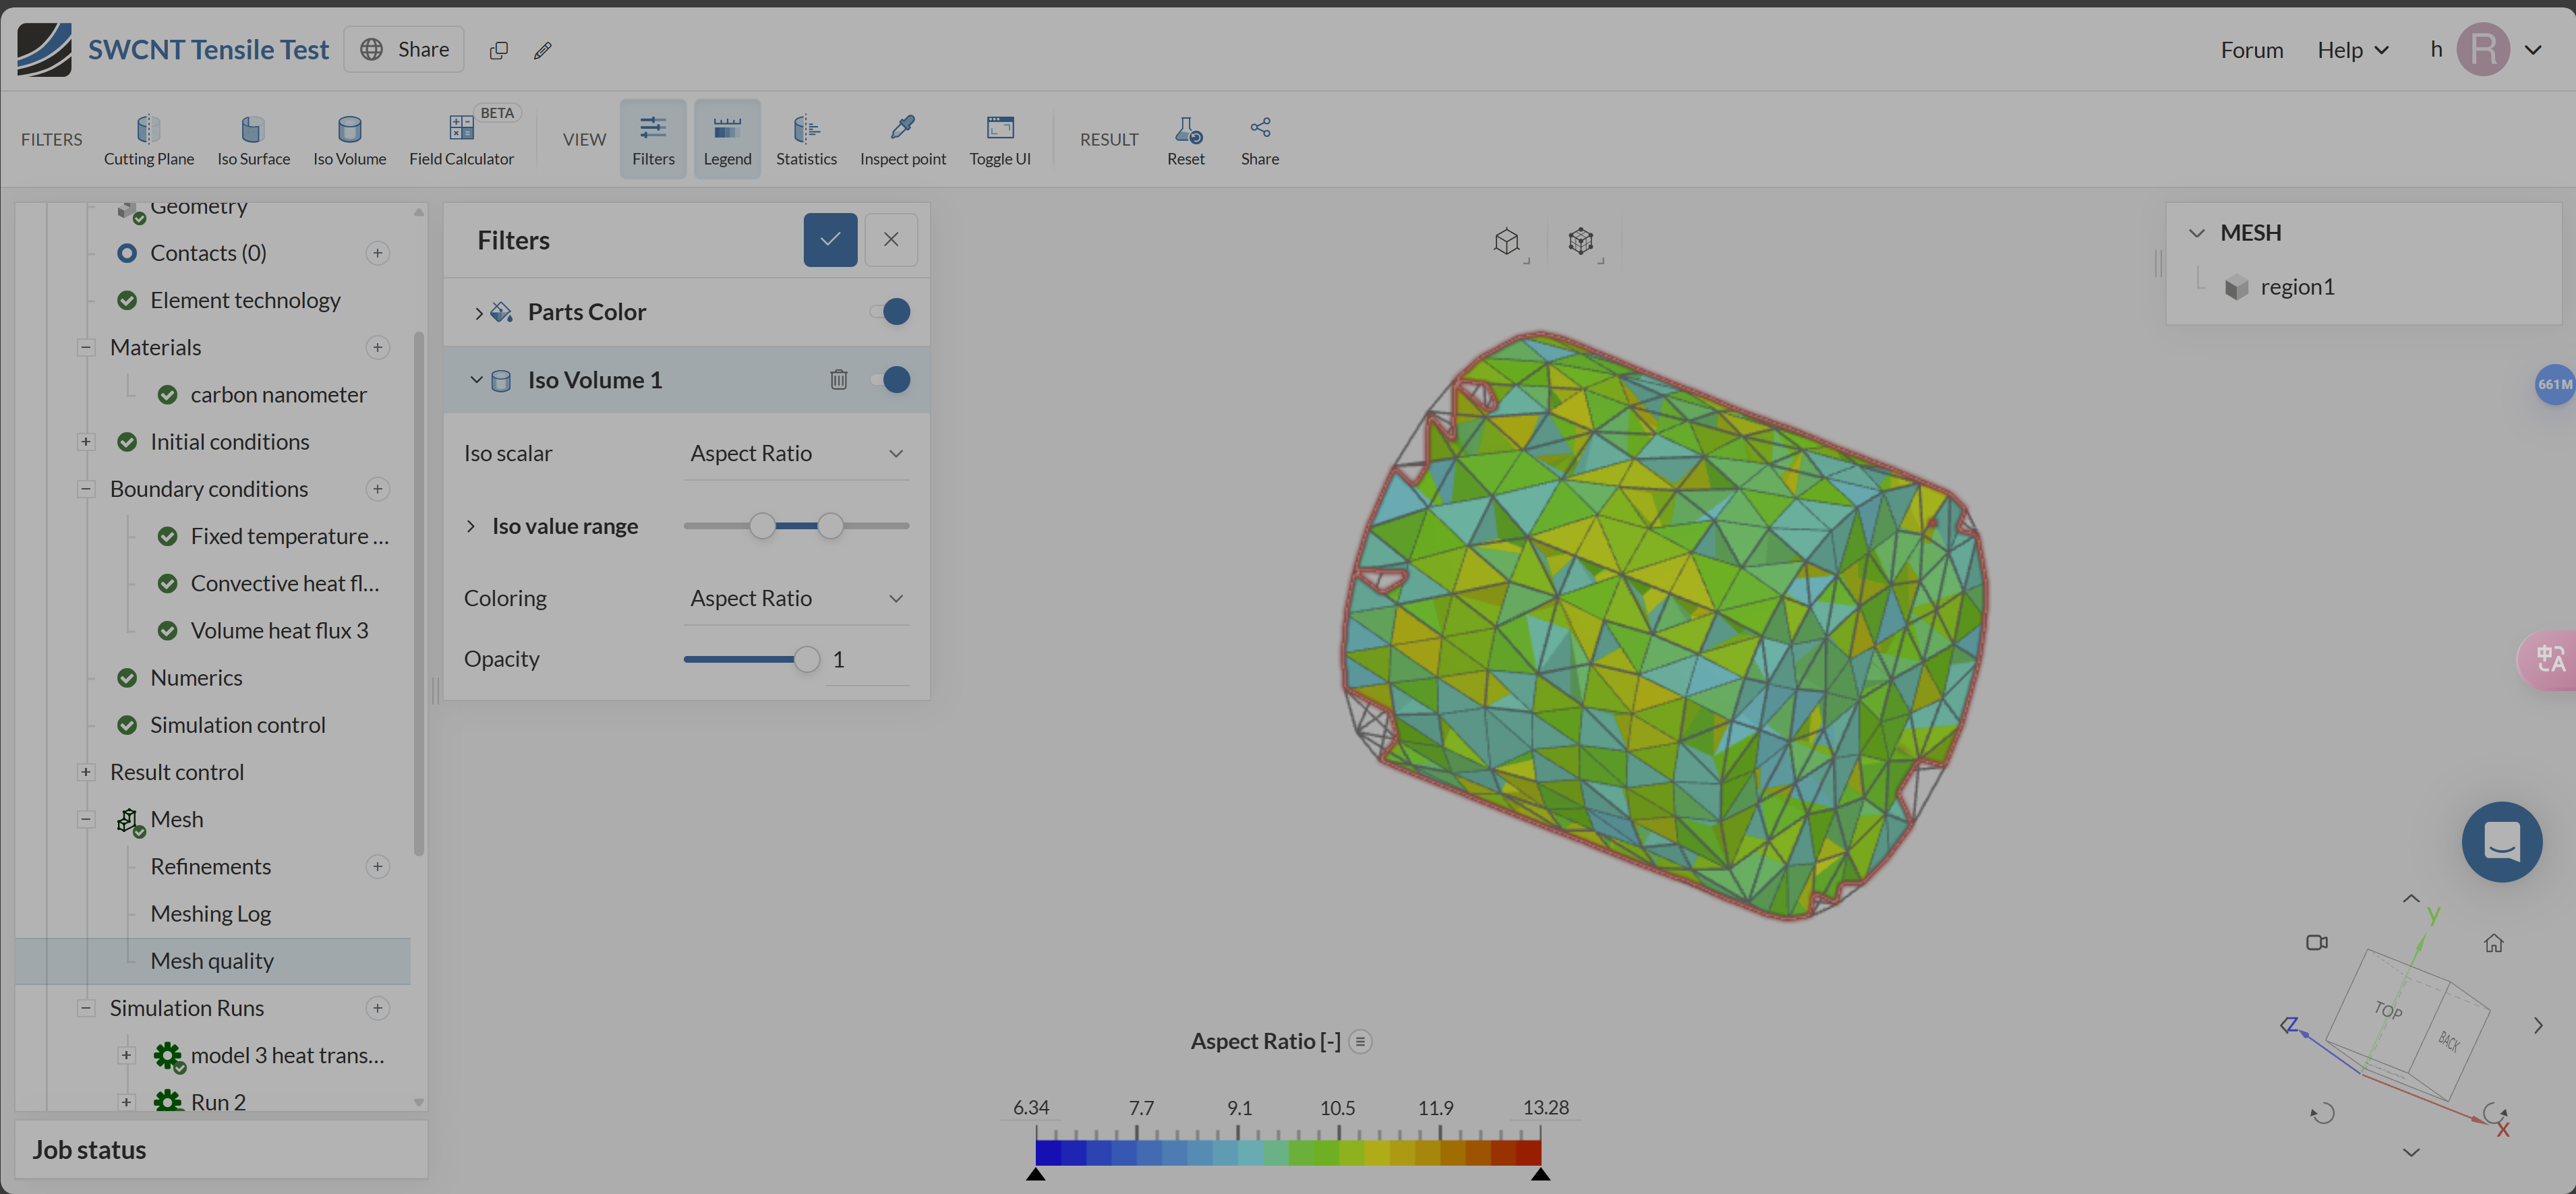 SWCNT Tensile Test
Share
Forum
Help
h
R
FILTERS
Cutting Plane
Iso Surface
Iso Volume
Field Calculator
BETA
VIEW
Filters
Legend
Statistics
Inspect point
Toggle UI
RESULT
Reset
Share
Geometry
Contacts (0)
Element technology
Materials
carbon nanometer
Initial conditions
Boundary conditions
Fixed temperature ...
Convective heat fl...
Volume heat flux 3
Numerics
Simulation control
Result control
Mesh
Refinements
Meshing Log
Mesh quality
Simulation Runs
model 3 heat trans...
Run 2
Job status
Filters
Parts Color
Iso Volume 1
Iso scalar
Aspect Ratio
Iso value range
Coloring
Aspect Ratio
Opacity
1
MESH
region1
661M
中A
Aspect Ratio [-]
6.34 7.7 9.1 10.5 11.9 13.28
y
TOP
BACK
Z
X